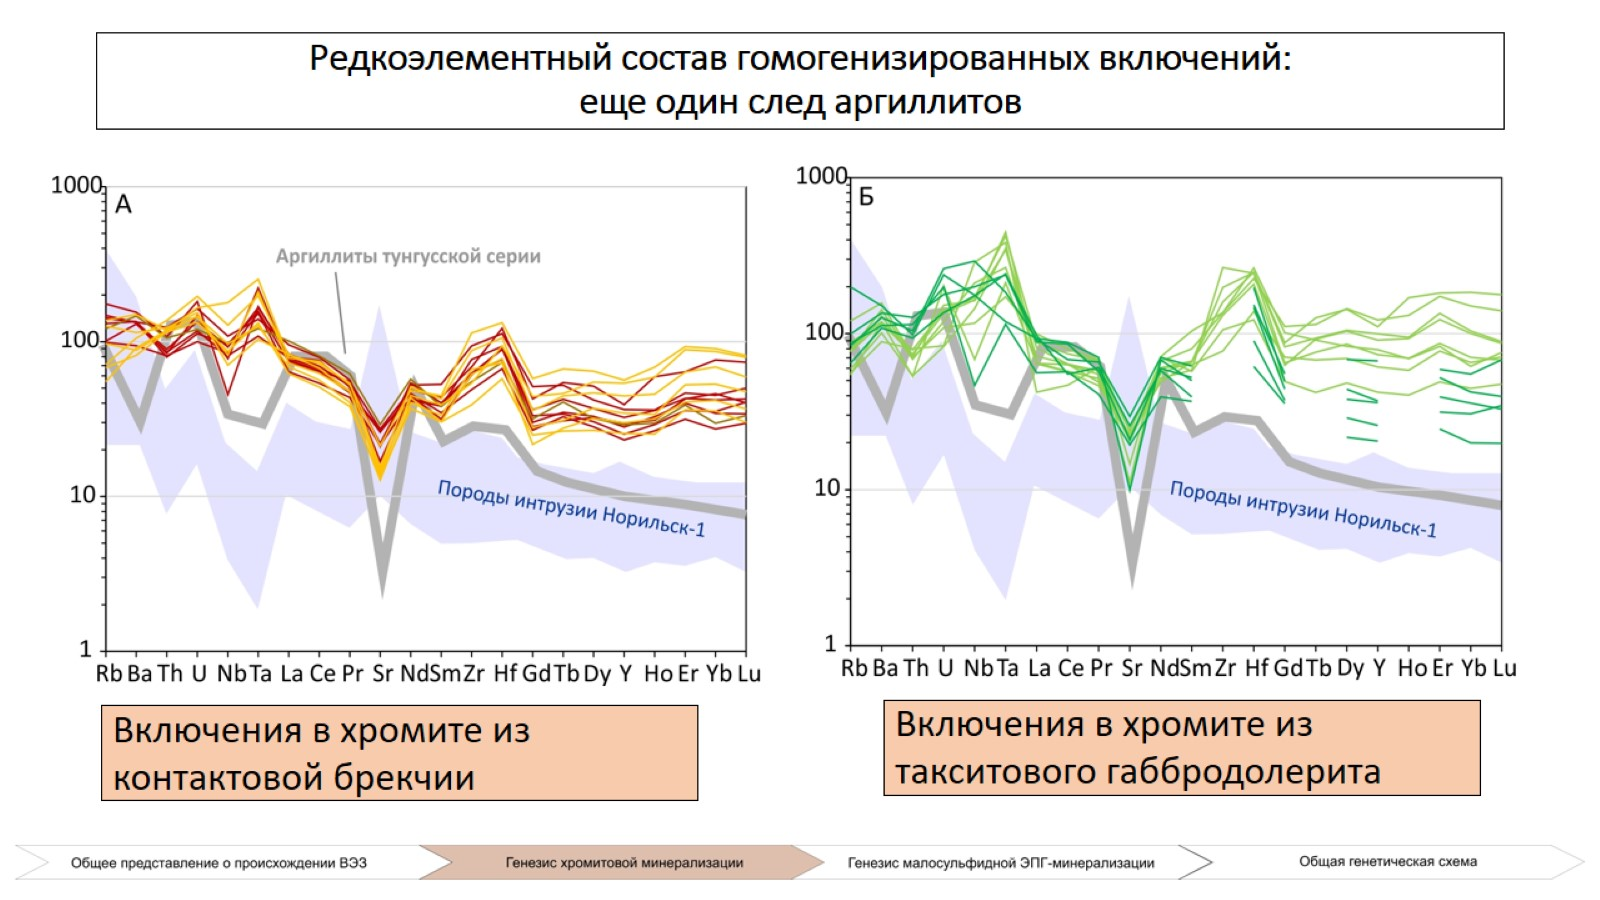 Редкоэлементный состав гомогенизированных включений:
еще один след аргиллитов
1000
100
10
1
А
Аргиллиты тунгусской серии
Породы интрузии Норильск-1
Rb Ba Th U Nb Ta La Ce Pr Sr Nd Sm Zr Hf Gd Tb Dy Y Ho Er Yb Lu
Включения в хромите из
контактовой брекчии
1000
100
10
1
Б
Породы интрузии Норильск-1
Rb Ba Th U Nb Ta La Ce Pr Sr Nd Sm Zr Hf Gd Tb Dy Y Ho Er Yb Lu
Включения в хромите из
такситового габбродолерита
Общее представление о происхождении ВЭЗ
Генезис хромитовой минерализации
Генезис малосульфидной ЭПГ-минерализации
Общая генетическая схема